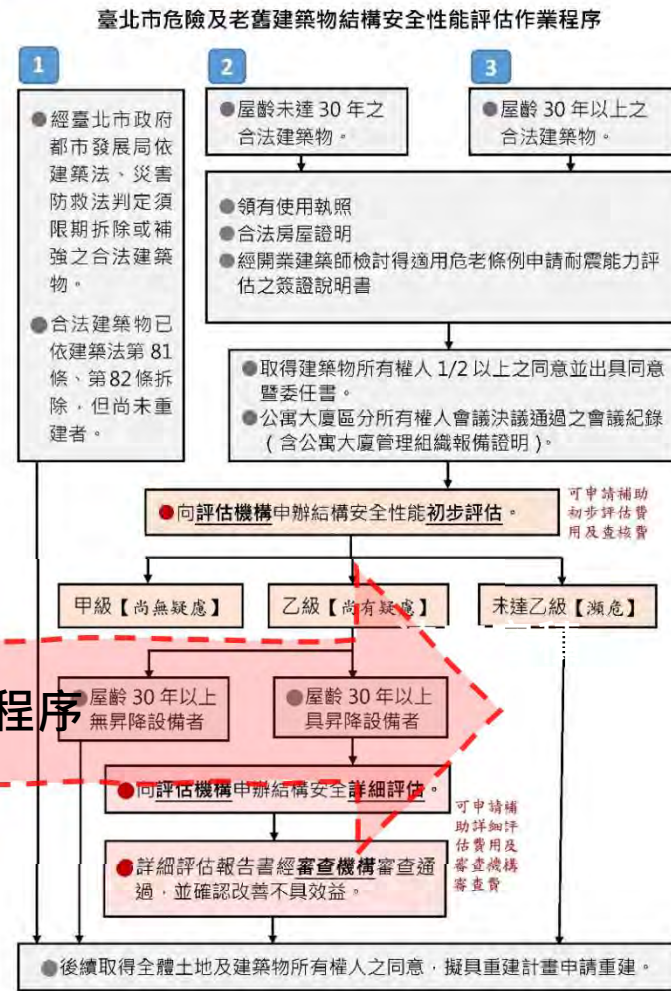 臺北市危險及老舊建築物結構安全性能評估作業程序
1
●經臺北市政府
都市發展局依
建築法、災害
防救法判定須
限期拆除或補
強之合法建築
物。
●合法建築物已
依建築法第 81
條、第 82 條拆
除，但尚未重
建者。
2
●屋齡未達 30 年之
合法建築物。
3
●屋齡 30 年以上之
合法建築物。
●領有使用執照
●合法房屋證明
●經開業建築師檢討得適用危老條例申請耐震能力評
估之簽證說明書
●取得建築物所有權人 1/2 以上之同意並出具同意
暨委任書。
●公寓大廈區分所有權人會議決議通過之會議紀錄
（含公寓大廈管理組織報備證明）。
●向評估機構申辦結構安全性能初步評估。
可申請補助
初步評估費
用及查核費
甲級【尚無疑慮】
乙級【尚有疑慮】
未達乙級【瀕危】
程序
●屋齡 30 年以上
無昇降設備者
●屋齡 30 年以上
具昇降設備者
●向評估機構申辦結構安全詳細評估。
可申請補
助詳細評
估費用及
審查機構
審查費
●詳細評估報告書經審查機構審查通
過，並確認改善不具效益。
●後續取得全體土地及建築物所有權人之同意，擬具重建計畫申請重建。